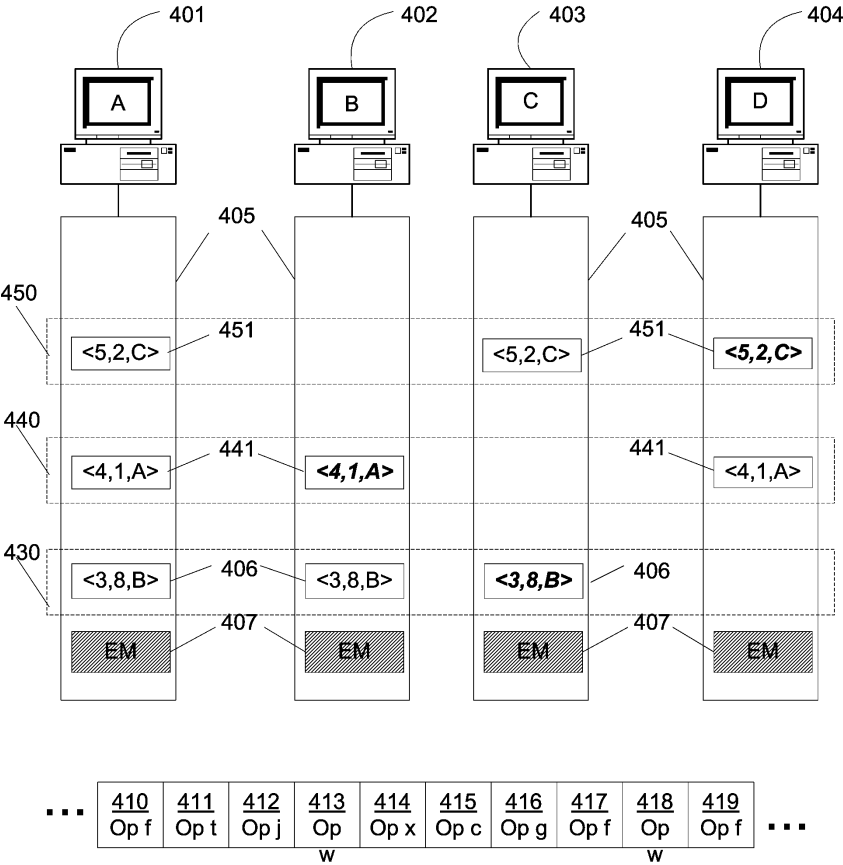 401 402 403 404
A B C D
405 405
450
<5,2,C> 451 <5,2,C> 451 <5,2,C>
440
<4,1,A> 441 <4,1,A> 441 <4,1,A>
430
<3,8,B> 406 <3,8,B> <3,8,B> 406
407 407
EM EM EM EM
... 410 411 412 413 414 415 416 417 418 419 ...
Op f Op t Op j Op Op x Op c Op g Op f Op Op f
w w